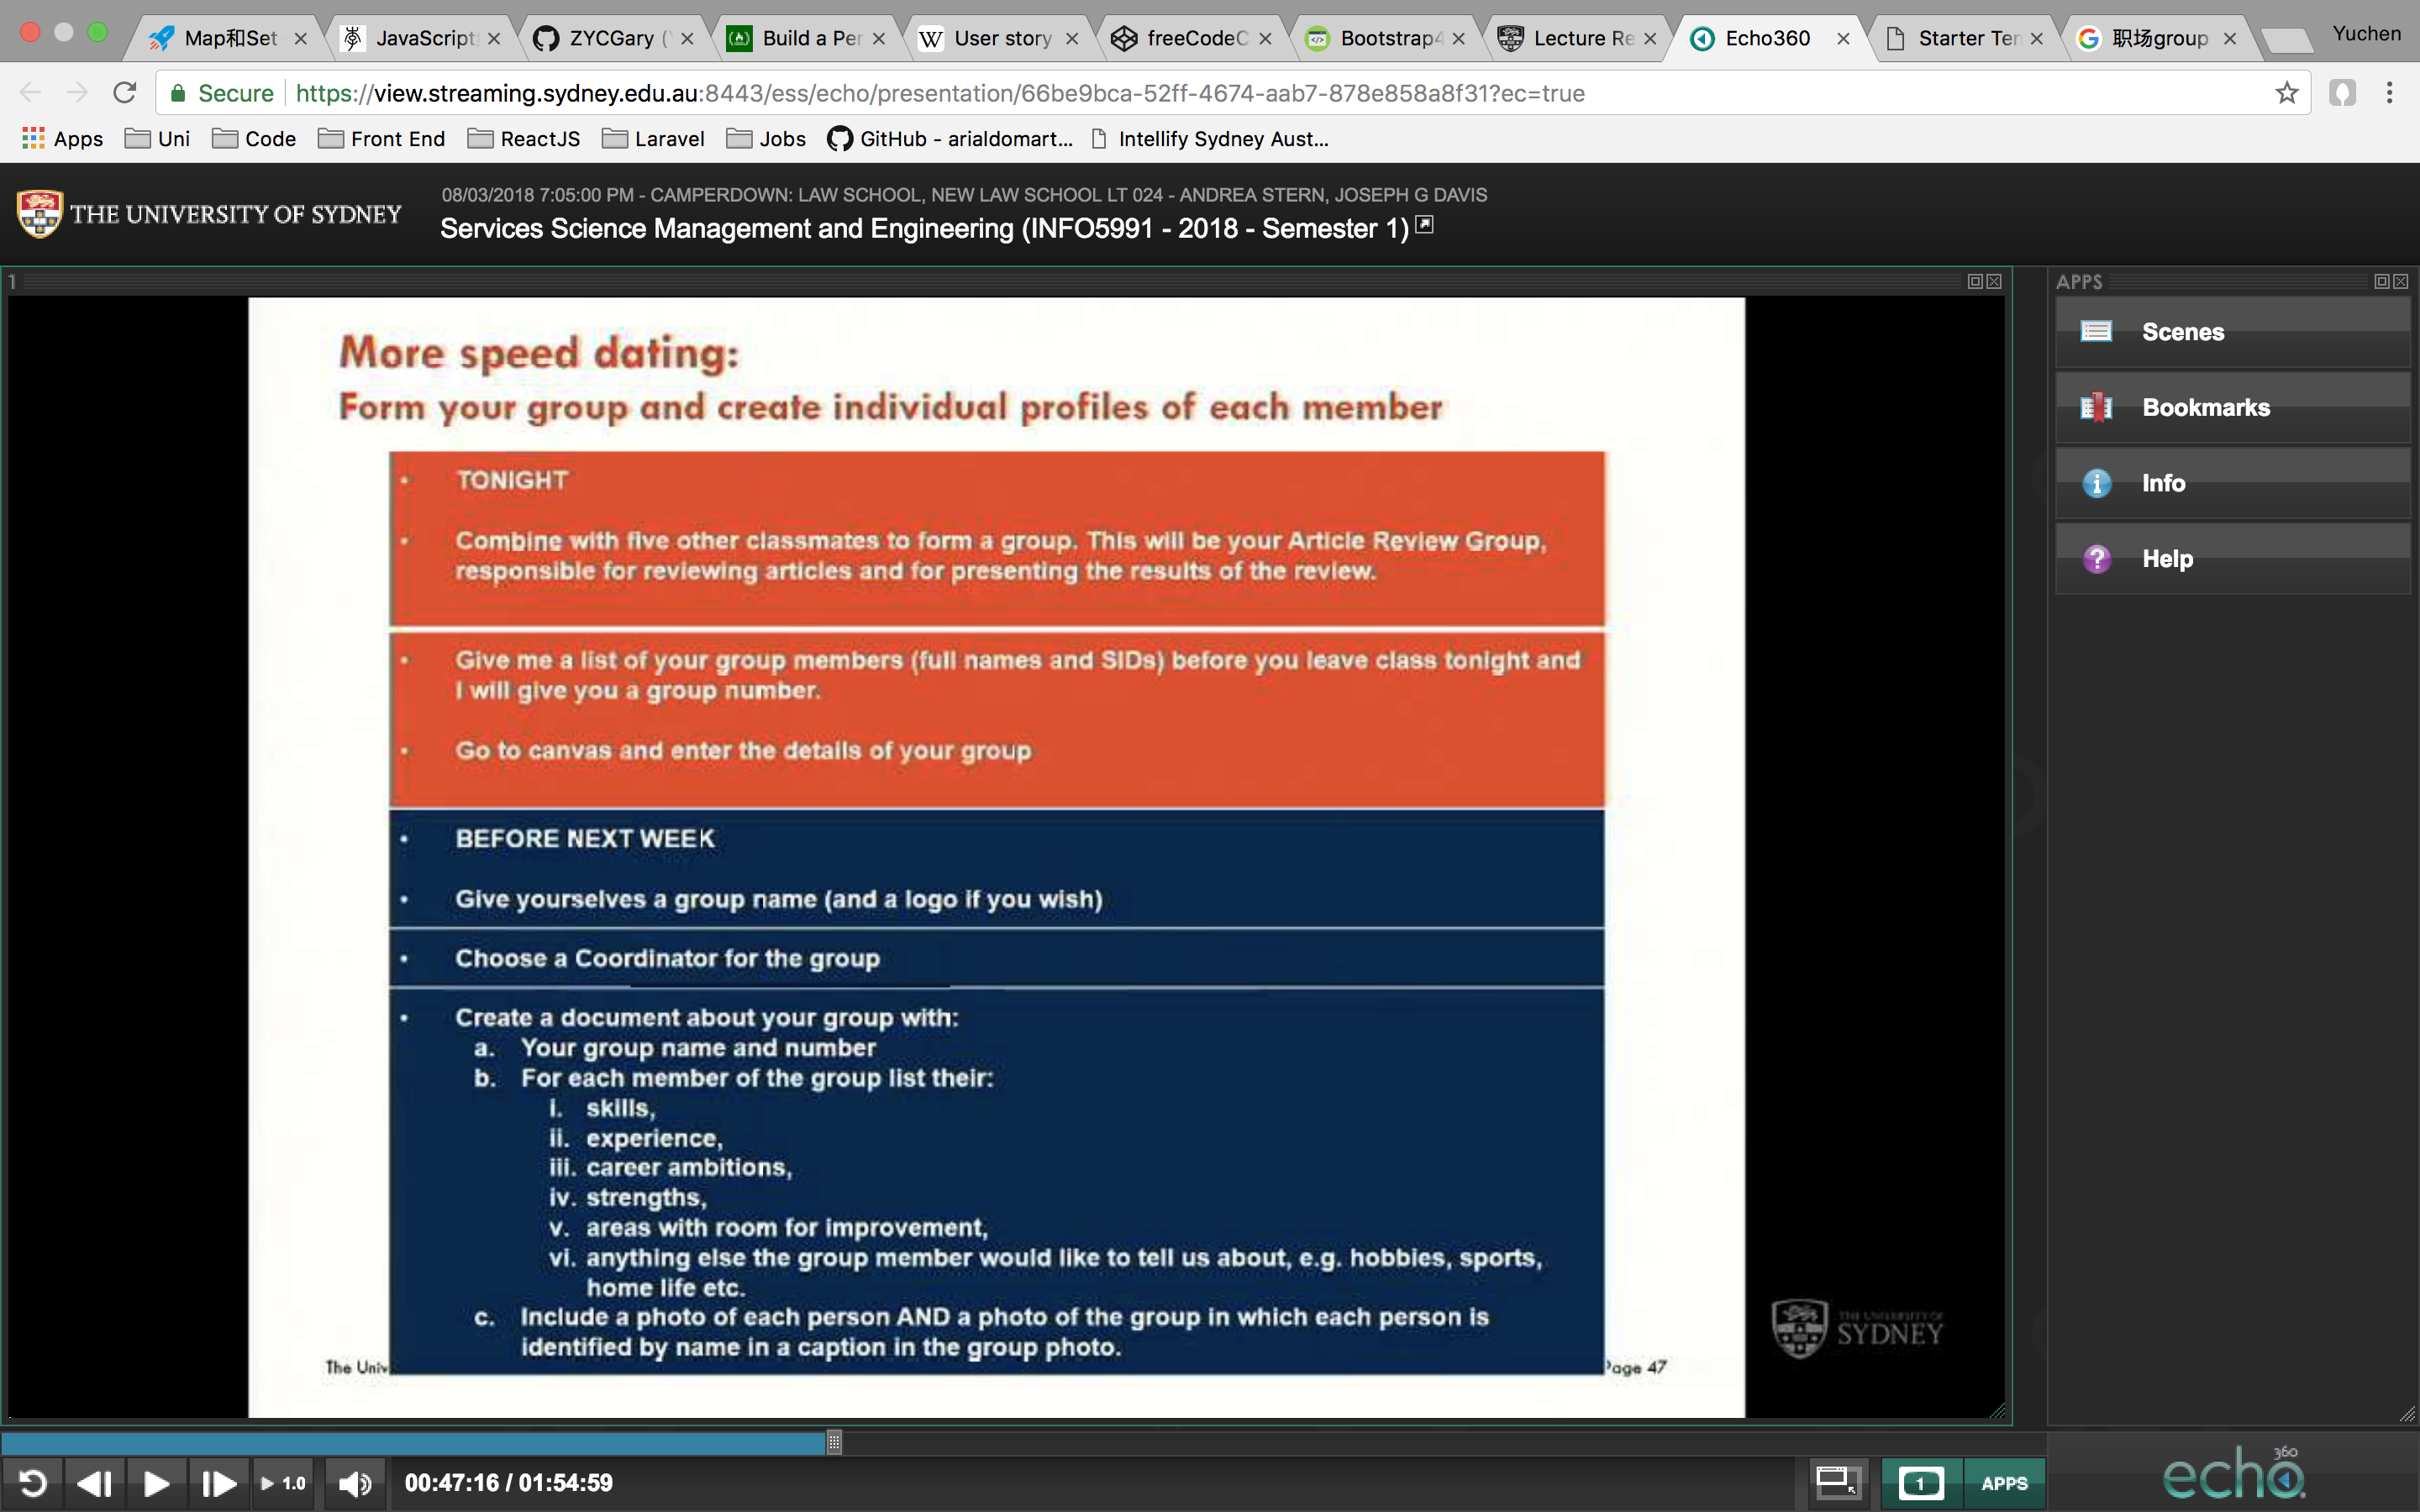 Map和Set
JavaScript
ZYCGary (
Build a Per
User story
freeCodeC
Bootstrap4
Lecture Re
Echo360
Starter Ten
职场group
Yuchen
Secure
https://view.streaming.sydney.edu.au:8443/ess/echo/presentation/66be9bca-52ff-4674-aab7-878e858a8f31?ec=true
Apps
Uni
Code
Front End
ReactJS
Laravel
Jobs
GitHub - arialdomart...
Intellify Sydney Aust...
THE UNIVERSITY OF SYDNEY
08/03/2018 7:05:00 PM - CAMPERDOWN: LAW SCHOOL, NEW LAW SCHOOL LT 024 - ANDREA STERN, JOSEPH G DAVIS
Services Science Management and Engineering (INFO5991 - 2018 - Semester 1)
1
APPS
Scenes
Bookmarks
Info
Help
More speed dating:
Form your group and create individual profiles of each member
• TONIGHT
• Combine with five other classmates to form a group. This will be your Article Review Group,
responsible for reviewing articles and for presenting the results of the review.
• Give me a list of your group members (full names and SIDs) before you leave class tonight and
I will give you a group number.
• Go to canvas and enter the details of your group
• BEFORE NEXT WEEK
• Give yourselves a group name (and a logo if you wish)
• Choose a Coordinator for the group
• Create a document about your group with:
a. Your group name and number
b. For each member of the group list their:
i. skills,
ii. experience,
iii. career ambitions,
iv. strengths,
v. areas with room for improvement,
vi. anything else the group member would like to tell us about, e.g. hobbies, sports,
home life etc.
c. Include a photo of each person AND a photo of the group in which each person is
identified by name in a caption in the group photo.
The Univ
Page 47
THE UNIVERSITY OF
SYDNEY
1.0
00:47:16 / 01:54:59
1
APPS
echo 360